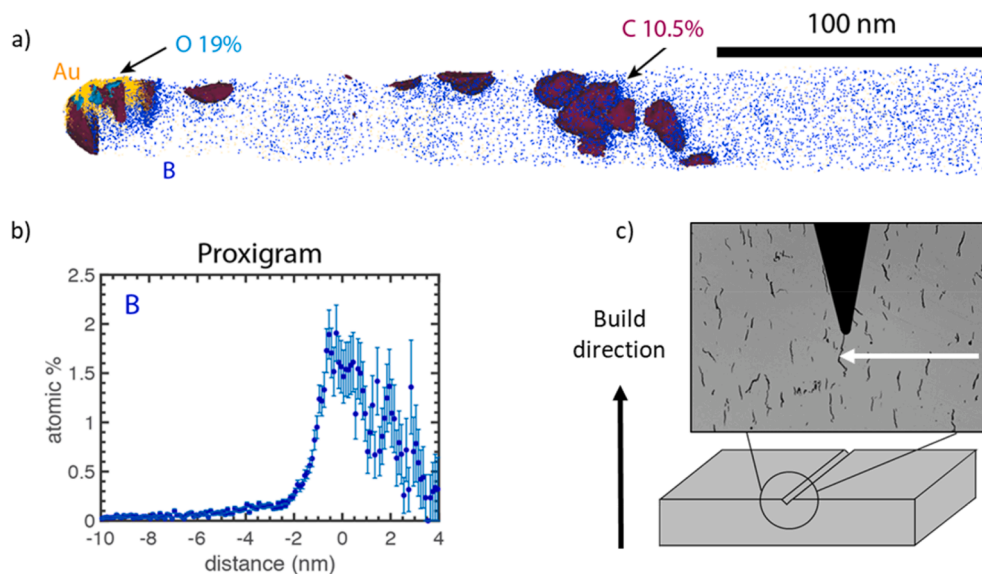 a)
O 19%
C 10.5%
100 nm
Au
B
b)
Proxigram
c)
2.5
B
2
1.5
1
0.5
0
atomic %
-10 -8 -6 -4 -2 0 2 4
distance (nm)
Build
direction